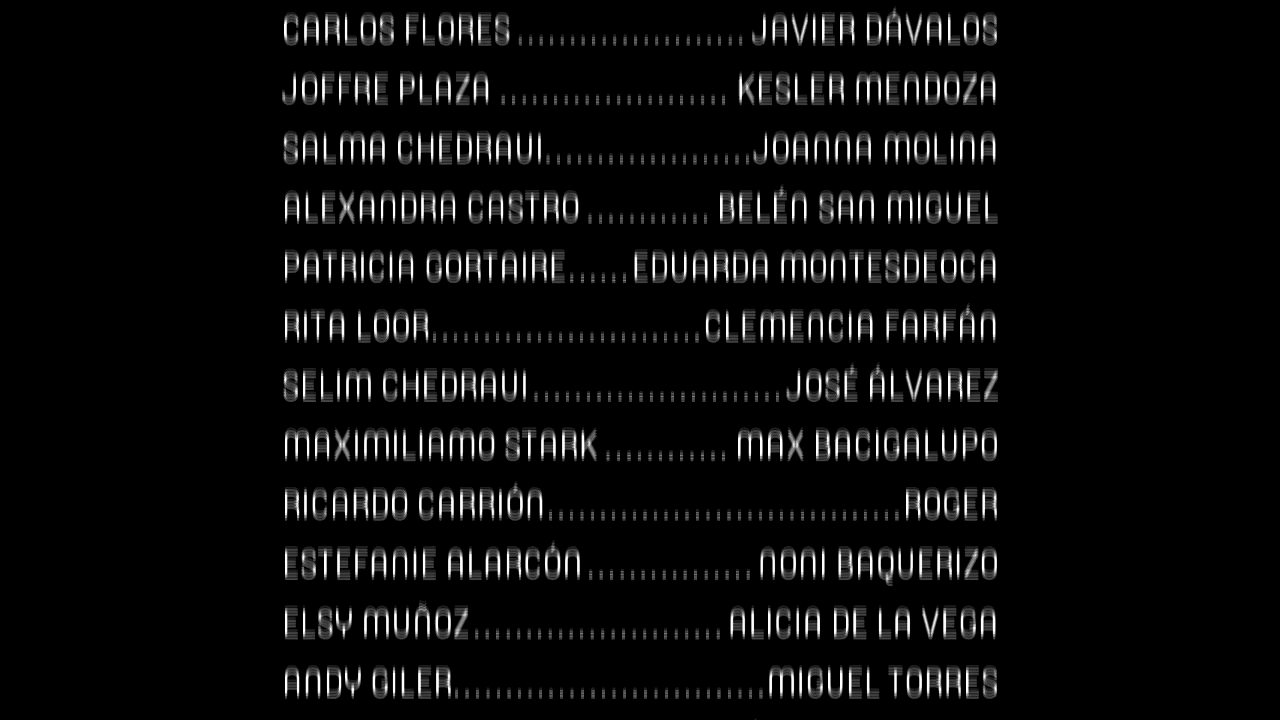 CARLOS FLORES ...................... JAVIER DÁVALOS
JOFFRE PLAZA ...................... KESLER MENDOZA
SALMA CHEDRAUI....................JOANNA MOLINA
ALEXANDRA CASTRO ............ BELÉN SAN MIGUEL
PATRICIA GORTAIRE......EDUARDA MONTESDEOCA
RITA LOOR..........................CLEMENCIA FARFÁN
SELIM CHEDRAUI........................JOSÉ ÁLVAREZ
MAXIMILIAMO STARK ............ MAX BACIGALUPO
RICARDO CARRIÓN..................................ROGER
ESTEFANIE ALARCÓN ................ NONI BAQUERIZO
ELSY MUÑOZ........................ ALICIA DE LA VEGA
ANDY GILER..............................MIGUEL TORRES